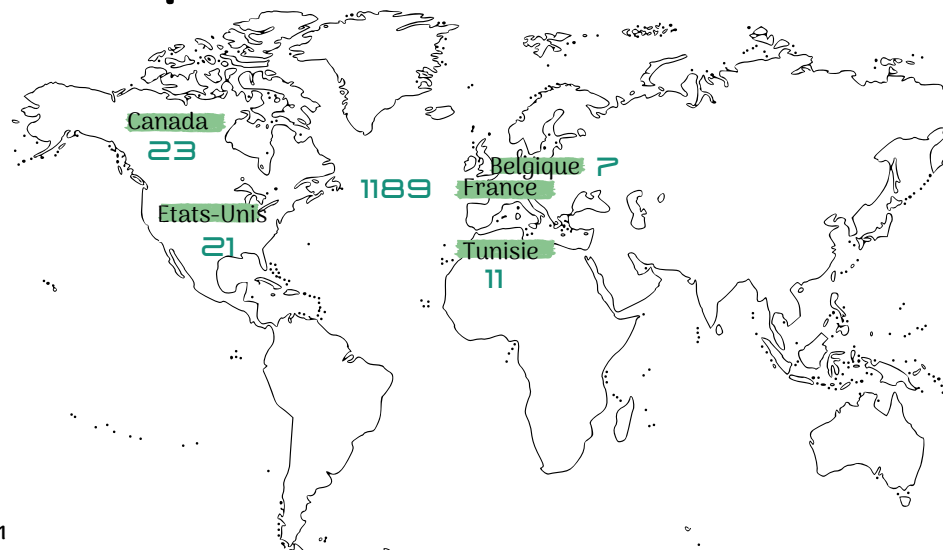 Canada
23
Belgique 7
1189 France
Etats-Unis
21
Tunisie
11
1